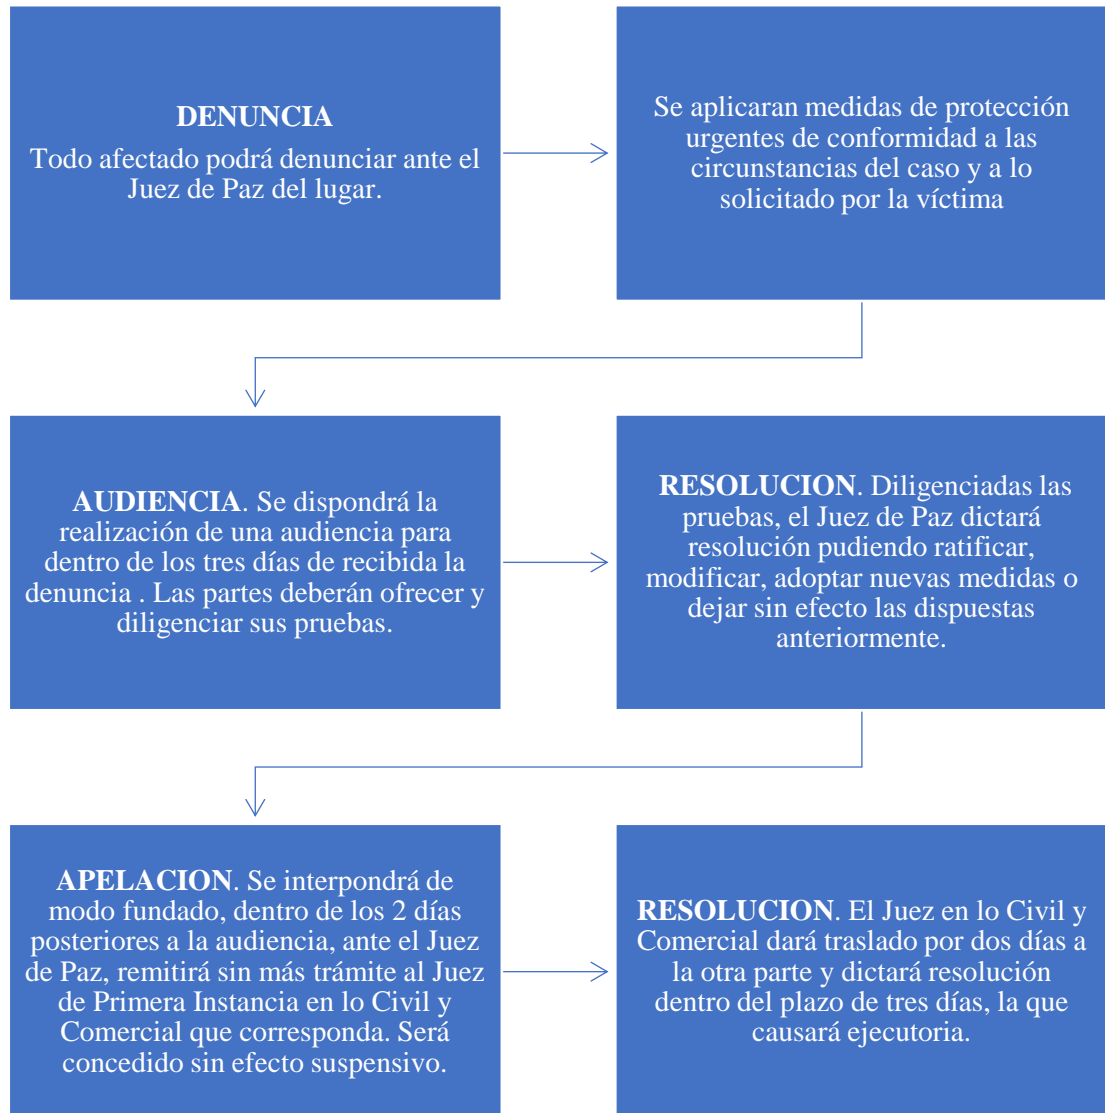 DENUNCIA
Todo afectado podrá denunciar ante el
Juez de Paz del lugar.
Se aplicaran medidas de protección
urgentes de conformidad a las
circunstancias del caso y a lo
solicitado por la víctima
AUDIENCIA. Se dispondrá la
realización de una audiencia para
dentro de los tres días de recibida la
denuncia . Las partes deberán ofrecer y
diligenciar sus pruebas.
RESOLUCION. Diligenciadas las
pruebas, el Juez de Paz dictará
resolución pudiendo ratificar,
modificar, adoptar nuevas medidas o
dejar sin efecto las dispuestas
anteriormente.
APELACION. Se interpondrá de
modo fundado, dentro de los 2 días
posteriores a la audiencia, ante el Juez
de Paz, remitirá sin más trámite al Juez
de Primera Instancia en lo Civil y
Comercial que corresponda. Será
concedido sin efecto suspensivo.
RESOLUCION. El Juez en lo Civil y
Comercial dará traslado por dos días a
la otra parte y dictará resolución
dentro del plazo de tres días, la que
causará ejecutoria.